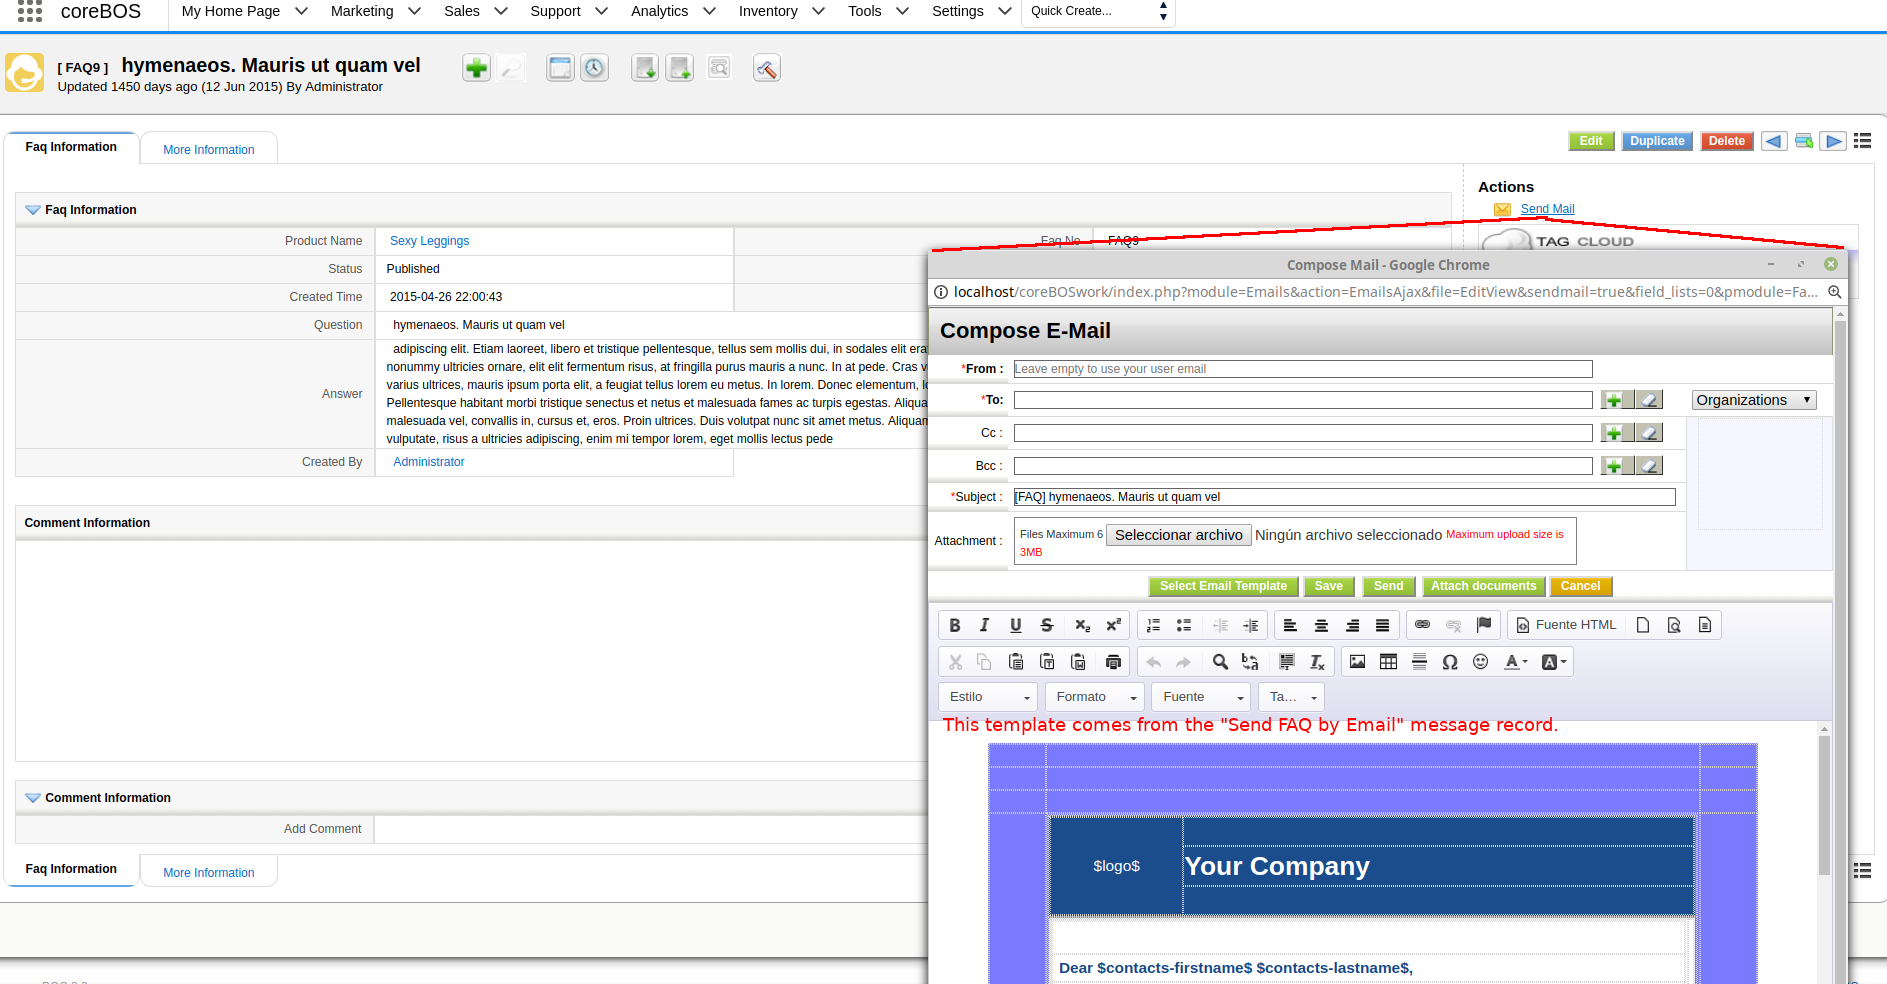 coreBOS My Home Page Marketing Sales Support Analytics Inventory Tools Settings Quick Create...
[ FAQ9 ] hymenaeos. Mauris ut quam vel
Updated 1450 days ago (12 Jun 2015) By Administrator
Faq Information More Information Edit Duplicate Delete
Actions
Send Mail
TAG CLOUD
Faq Information
Product Name Sexy Leggings Faq No FAQ9
Status Published
Created Time 2015-04-26 22:00:43
Question hymenaeos. Mauris ut quam vel
Answer
adipiscing elit. Etiam laoreet, libero et tristique pellentesque, tellus sem mollis dui, in sodales elit era
nonummy ultricies ornare, elit elit fermentum risus, at fringilla purus mauris a nunc. In at pede. Cras v
varius ultrices, mauris ipsum porta elit, a feugiat tellus lorem eu metus. In lorem. Donec elementum, l
Pellentesque habitant morbi tristique senectus et netus et malesuada fames ac turpis egestas. Aliqua
malesuada vel, convallis in, cursus et, eros. Proin ultrices. Duis volutpat nunc sit amet metus. Aliquam
vulputate, risus a ultricies adipiscing, enim mi tempor lorem, eget mollis lectus pede
Created By Administrator
Comment Information
Comment Information
Add Comment
Faq Information More Information
Compose Mail - Google Chrome
localhost/coreBOSwork/index.php?module=Emails&action=EmailsAjax&file=EditView&sendmail=true&field_lists=0&pmodule=Fa...
Compose E-Mail
*From : Leave empty to use your user email
*To: Organizations
Cc :
Bcc :
*Subject : [FAQ] hymenaeos. Mauris ut quam vel
Attachment : Files Maximum 6 Seleccionar archivo Ningún archivo seleccionado Maximum upload size is
3MB
Select Email Template Save Send Attach documents Cancel
Fuente HTML
Estilo Formato Fuente Ta...
This template comes from the "Send FAQ by Email" message record.
$logo$ Your Company
Dear $contacts-firstname$ $contacts-lastname$,